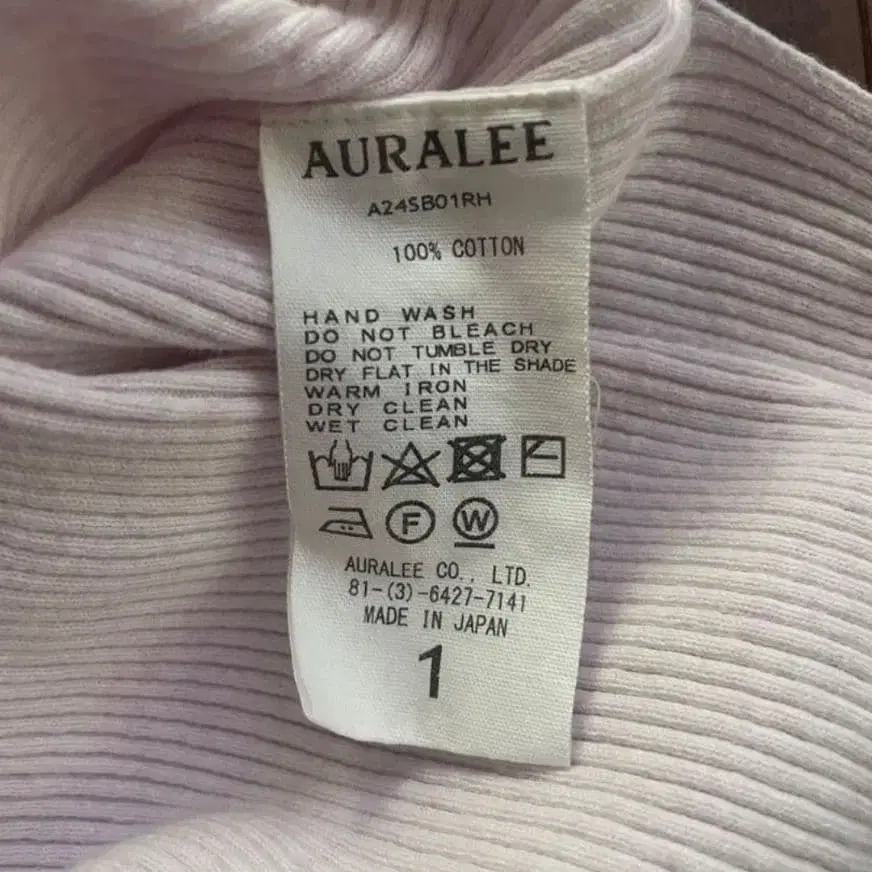 AURALEE
A24SB01RH
100% COTTON
HAND WASH
DO NOT BLEACH
DO NOT TUMBLE DRY
DRY FLAT IN THE SHADE
WARM IRON
DRY CLEAN
WET CLEAN
F W
AURALEE CO., LTD.
81-(3)-6427-7141
MADE IN JAPAN
1